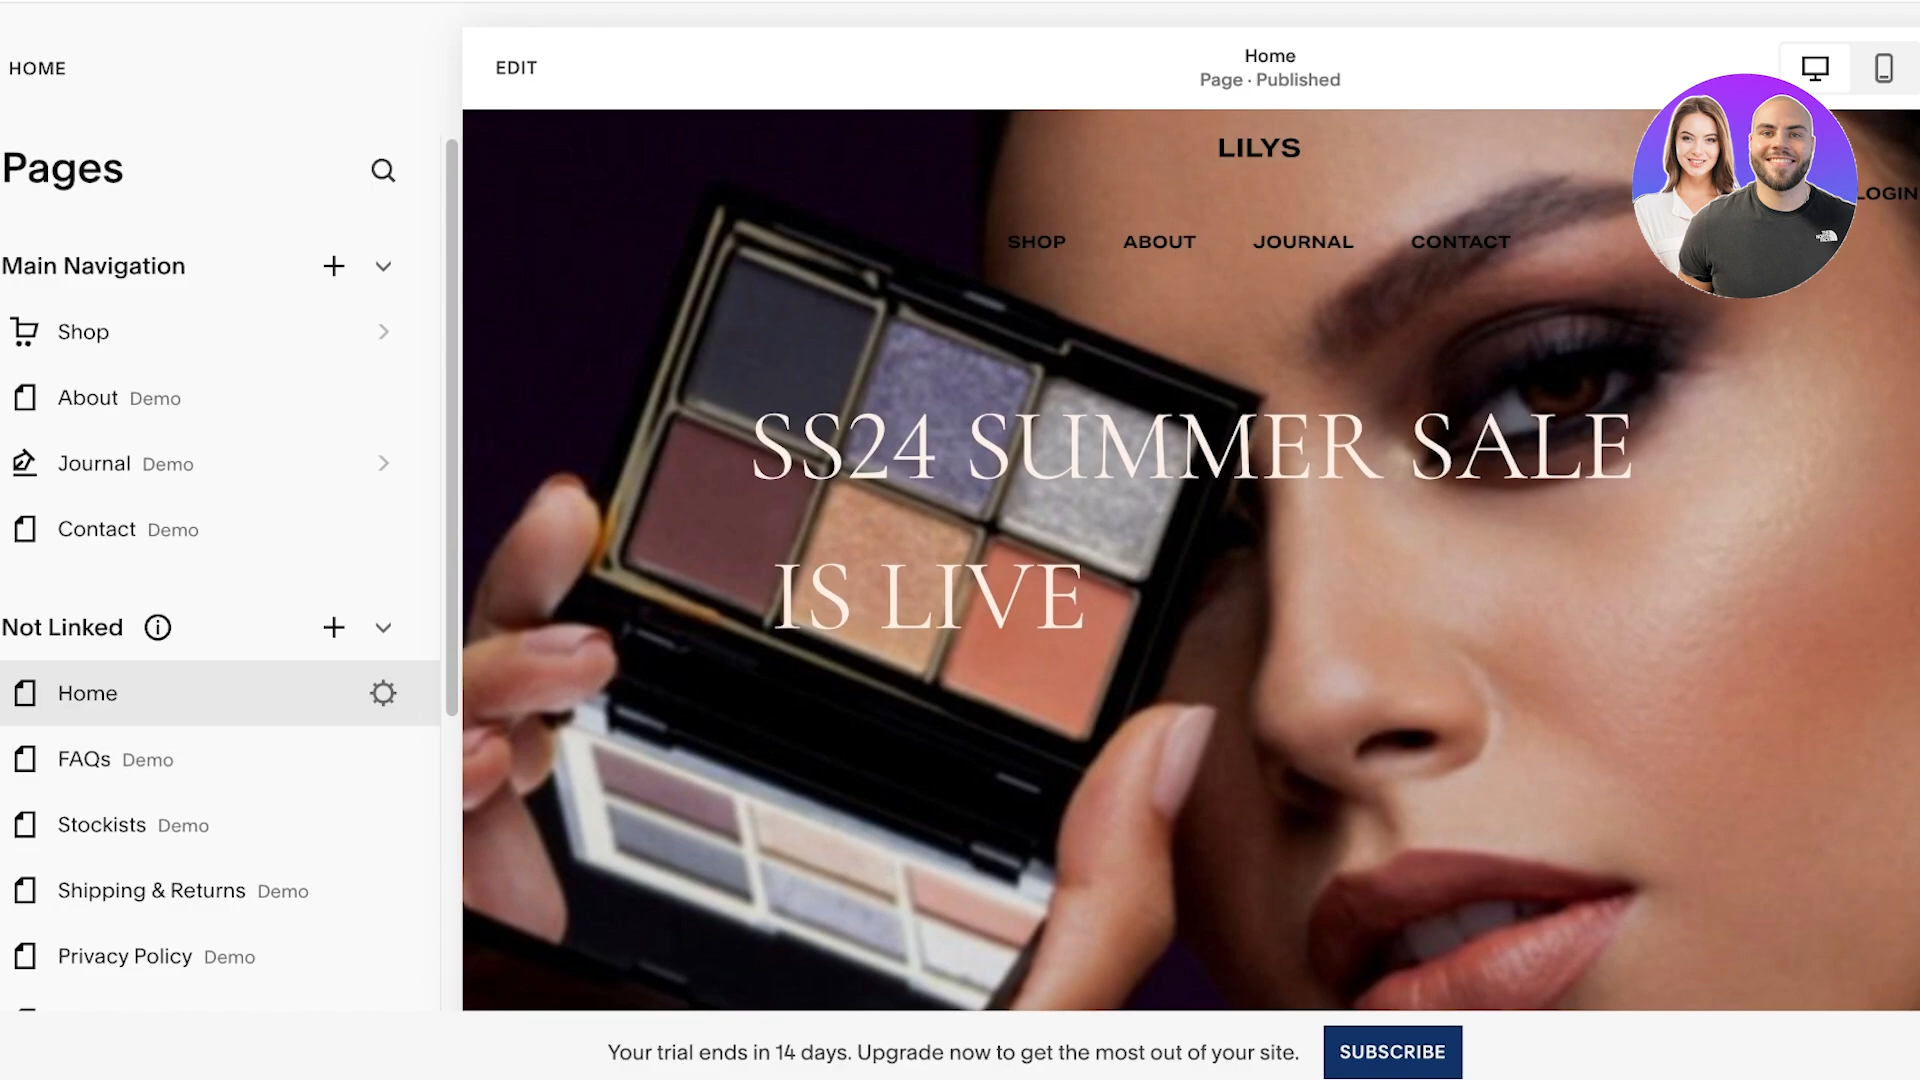 HOME
Pages
Main Navigation
Shop
About Demo
Journal Demo
Contact Demo
Not Linked
Home
FAQs Demo
Stockists Demo
Shipping & Returns Demo
Privacy Policy Demo
EDIT
Home
Page · Published
LILYS
LOGIN
SHOP ABOUT JOURNAL CONTACT
SS24 SUMMER SALE
IS LIVE
Your trial ends in 14 days. Upgrade now to get the most out of your site. SUBSCRIBE